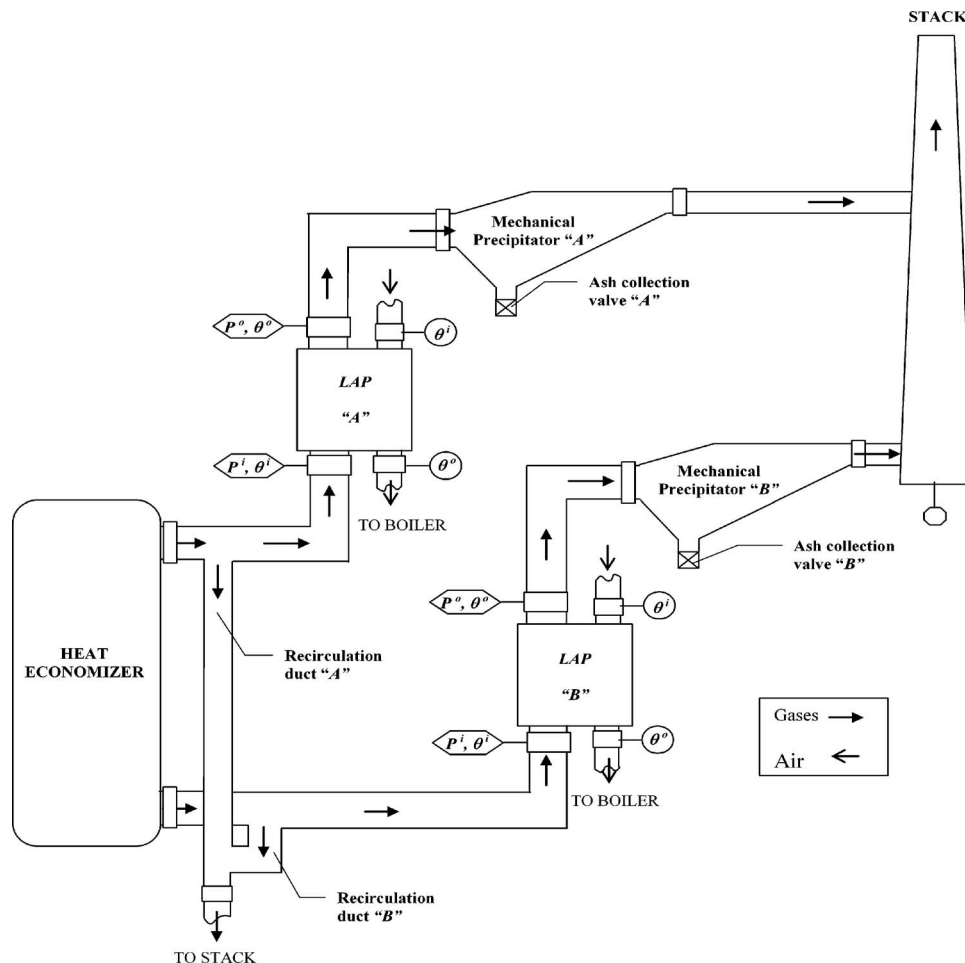 STACK
Mechanical
Precipitator “A”
Ash collection
valve “A”
P^o, θ^o
θ^i
LAP
“A”
P^i, θ^i
θ^o
TO BOILER
Mechanical
Precipitator “B”
Ash collection
valve “B”
P^o, θ^o
θ^i
HEAT
ECONOMIZER
Recirculation
duct “A”
LAP
“B”
P^i, θ^i
θ^o
TO BOILER
Gases
Air
Recirculation
duct “B”
TO STACK